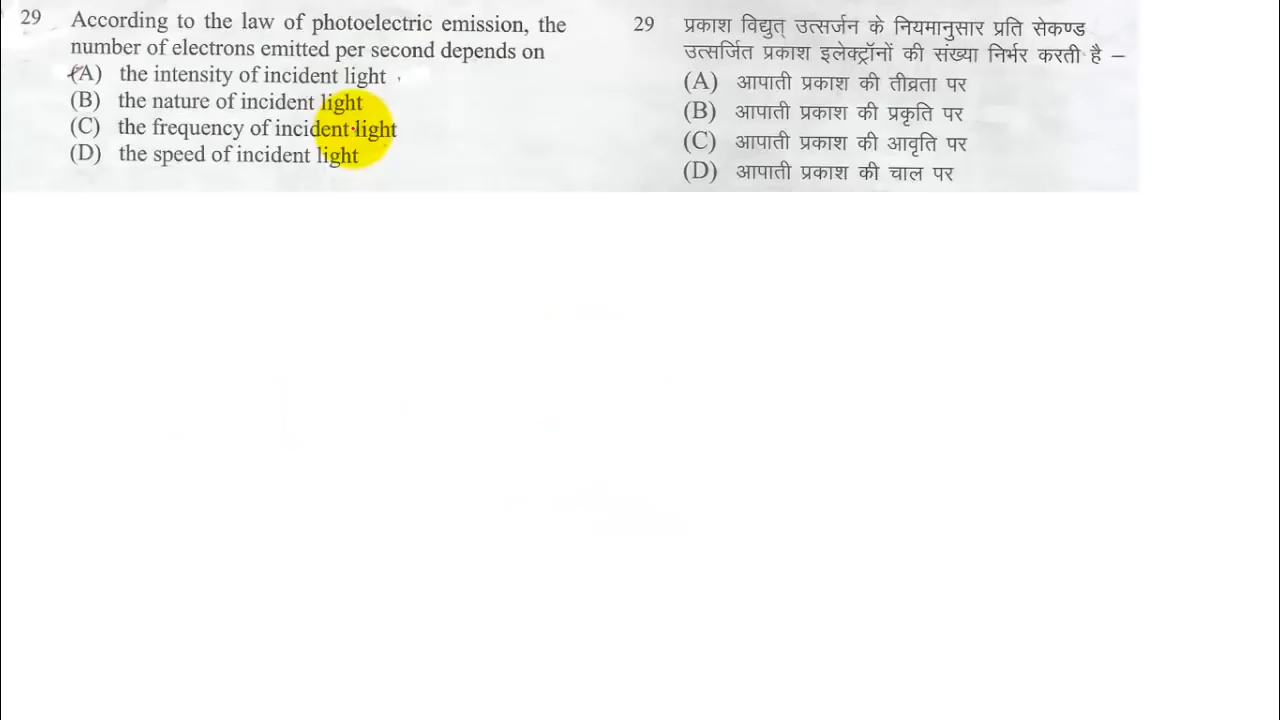 29 According to the law of photoelectric emission, the
number of electrons emitted per second depends on
(A) the intensity of incident light
(B) the nature of incident light
(C) the frequency of incident light
(D) the speed of incident light
29 प्रकाश विद्युत् उत्सर्जन के नियमानुसार प्रति सेकण्ड
उत्सर्जित प्रकाश इलेक्ट्रॉनों की संख्या निर्भर करती है –
(A) आपाती प्रकाश की तीव्रता पर
(B) आपाती प्रकाश की प्रकृति पर
(C) आपाती प्रकाश की आवृति पर
(D) आपाती प्रकाश की चाल पर